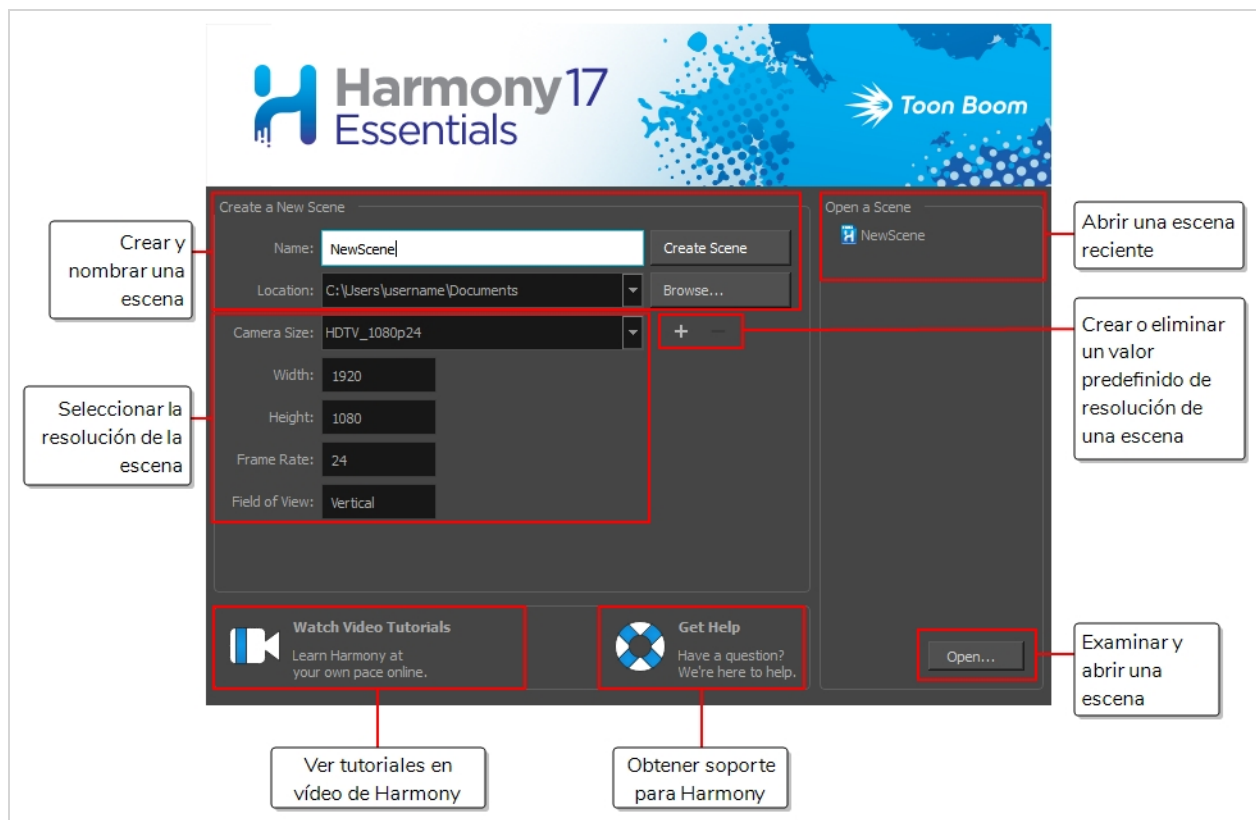 Harmony 17
Essentials
Toon Boom
Create a New Scene
Name:
NewScene
Create Scene
Location:
C:\Users\username\Documents
Browse...
Camera Size:
HDTV_1080p24
+
−
Width:
1920
Height:
1080
Frame Rate:
24
Field of View:
Vertical
Open a Scene
NewScene
Watch Video Tutorials
Learn Harmony at
your own pace online.
Get Help
Have a question?
We're here to help.
Open...
Crear y
nombrar una
escena
Seleccionar la
resolución de la
escena
Abrir una escena
reciente
Crear o eliminar
un valor
predefinido de
resolución de
una escena
Examinar y
abrir una
escena
Ver tutoriales en
vídeo de Harmony
Obtener soporte
para Harmony